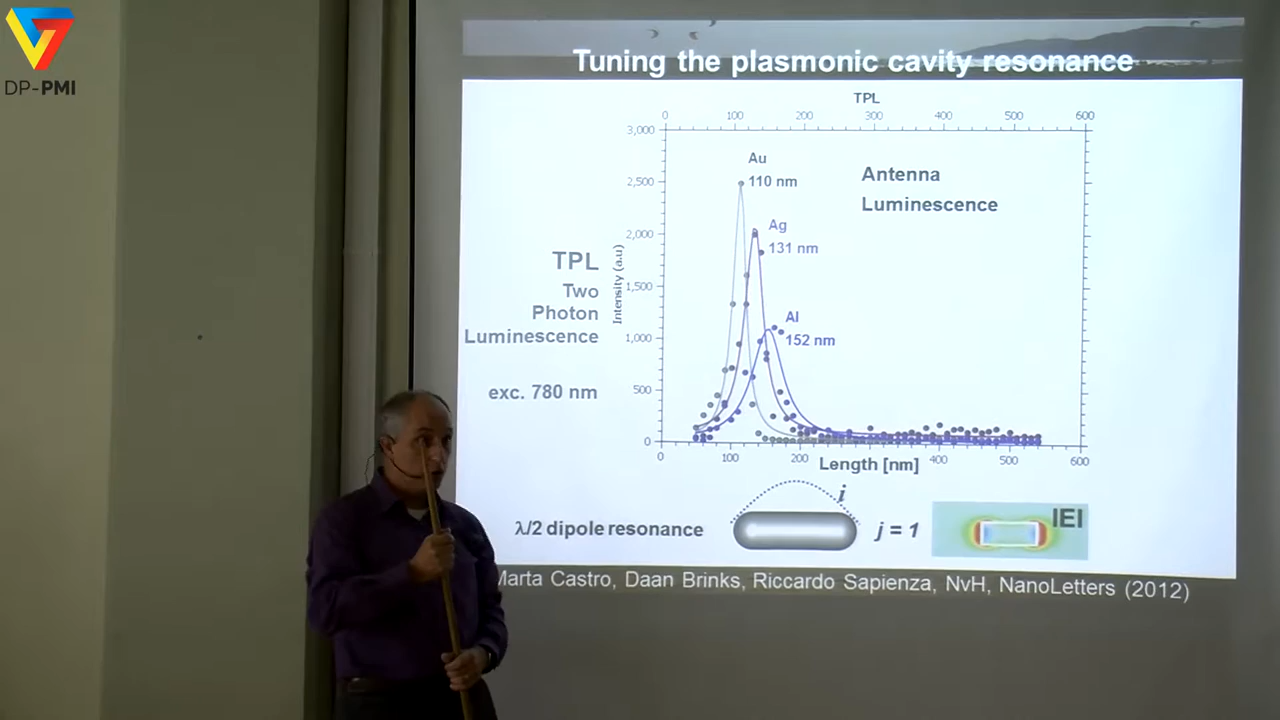 DP-PMI
Tuning the plasmonic cavity resonance
TPL
0 100 200 300 400 500 600
3,000
2,500
2,000
1,500
1,000
500
0
Intensity (a.u)
Au
110 nm
Ag
131 nm
Al
152 nm
Antenna
Luminescence
TPL
Two
Photon
Luminescence
exc. 780 nm
0 100 200 400 500 600
Length [nm]
λ/2 dipole resonance
i
j = 1
IEI
Marta Castro, Daan Brinks, Riccardo Sapienza, NvH, NanoLetters (2012)